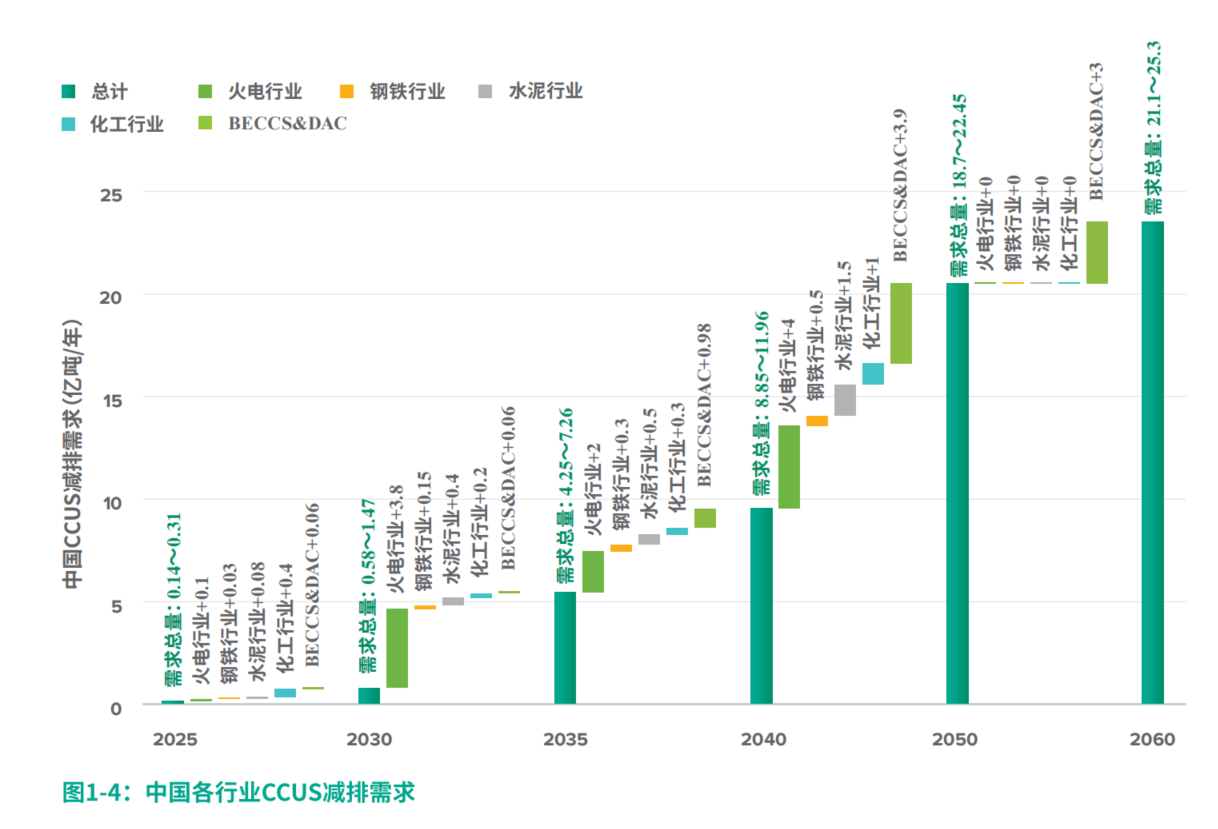 总计
火电行业
钢铁行业
水泥行业
化工行业
BECCS&DAC
中国CCUS减排需求(亿吨/年)
25
20
15
10
5
0
需求总量：0.14～0.31
火电行业+0.1
钢铁行业+0.03
水泥行业+0.08
化工行业+0.4
BECCS&DAC+0.06
需求总量：0.58～1.47
火电行业+3.8
钢铁行业+0.15
水泥行业+0.4
化工行业+0.2
BECCS&DAC+0.06
需求总量：4.25～7.26
火电行业+2
钢铁行业+0.3
水泥行业+0.5
化工行业+0.3
BECCS&DAC+0.98
需求总量：8.85～11.96
火电行业+4
钢铁行业+0.5
水泥行业+1.5
化工行业+1
BECCS&DAC+3.9
需求总量：18.7～22.45
火电行业+0
钢铁行业+0
水泥行业+0
化工行业+0
BECCS&DAC+3
需求总量：21.1～25.3
2025
2030
2035
2040
2050
2060
图1-4：中国各行业CCUS减排需求